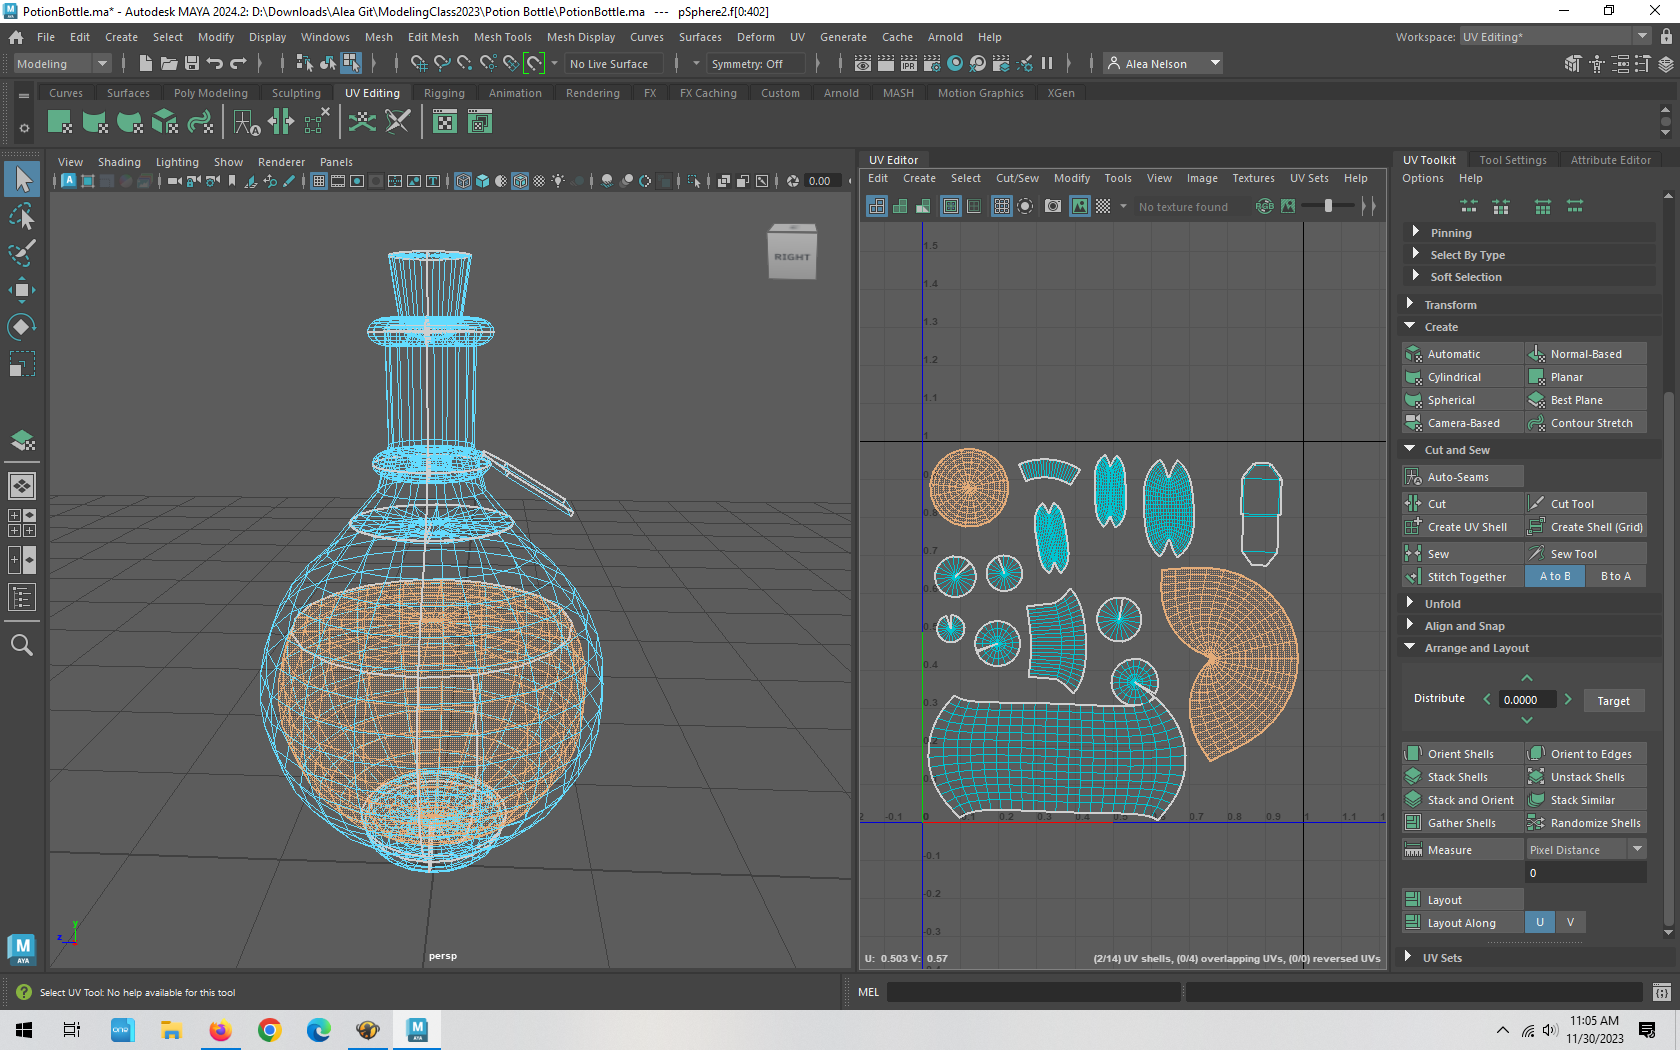 PotionBottle.ma* - Autodesk MAYA 2024.2: D:\Downloads\Alea Git\ModelingClass2023\Potion Bottle\PotionBottle.ma --- pSphere2.f[0:402]
File Edit Create Select Modify Display Windows Mesh Edit Mesh Mesh Tools Mesh Display Curves Surfaces Deform UV Generate Cache Arnold Help
Workspace: UV Editing*
Modeling
No Live Surface
Symmetry: Off
Alea Nelson
Curves Surfaces Poly Modeling Sculpting UV Editing Rigging Animation Rendering FX FX Caching Custom Arnold MASH Motion Graphics XGen
View Shading Lighting Show Renderer Panels
0.00
RIGHT
persp
y
z
UV Editor
Edit Create Select Cut/Sew Modify Tools View Image Textures UV Sets Help
No texture found
1.5
1.4
1.3
1.2
1.1
1
0.9
0.8
0.7
0.6
0.5
0.4
0.3
-0.1 0 0.1 0.2 0.3 0.4 0.5 0.6 0.7 0.8 0.9 1 1.1
-0.1
-0.2
-0.3
U: 0.503 V: 0.57
(2/14) UV shells, (0/4) overlapping UVs, (0/0) reversed UVs
UV Toolkit Tool Settings Attribute Editor
Options Help
Pinning
Select By Type
Soft Selection
Transform
Create
Automatic Normal-Based
Cylindrical Planar
Spherical Best Plane
Camera-Based Contour Stretch
Cut and Sew
Auto-Seams
Cut Cut Tool
Create UV Shell Create Shell (Grid)
Sew Sew Tool
Stitch Together A to B B to A
Unfold
Align and Snap
Arrange and Layout
Distribute 0.0000 Target
Orient Shells Orient to Edges
Stack Shells Unstack Shells
Stack and Orient Stack Similar
Gather Shells Randomize Shells
Measure Pixel Distance
0
Layout
Layout Along U V
UV Sets
Select UV Tool: No help available for this tool
MEL
M
AYA
one
11:05 AM
11/30/2023